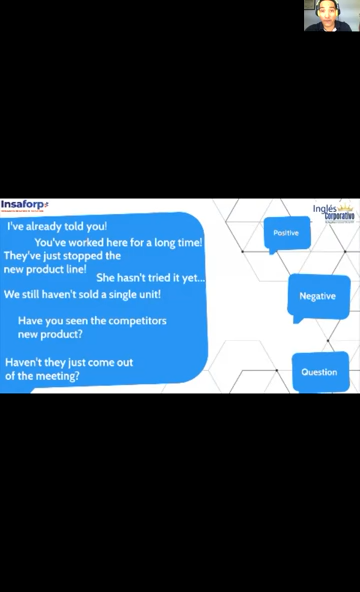 Insaforp
Inglés
Corporativo
I've already told you!
Positive
You've worked here for a long time!
They've just stopped the
new product line!
She hasn't tried it yet...
We still haven't sold a single unit!
Negative
Have you seen the competitors
new product?
Haven't they just come out
of the meeting?
Question